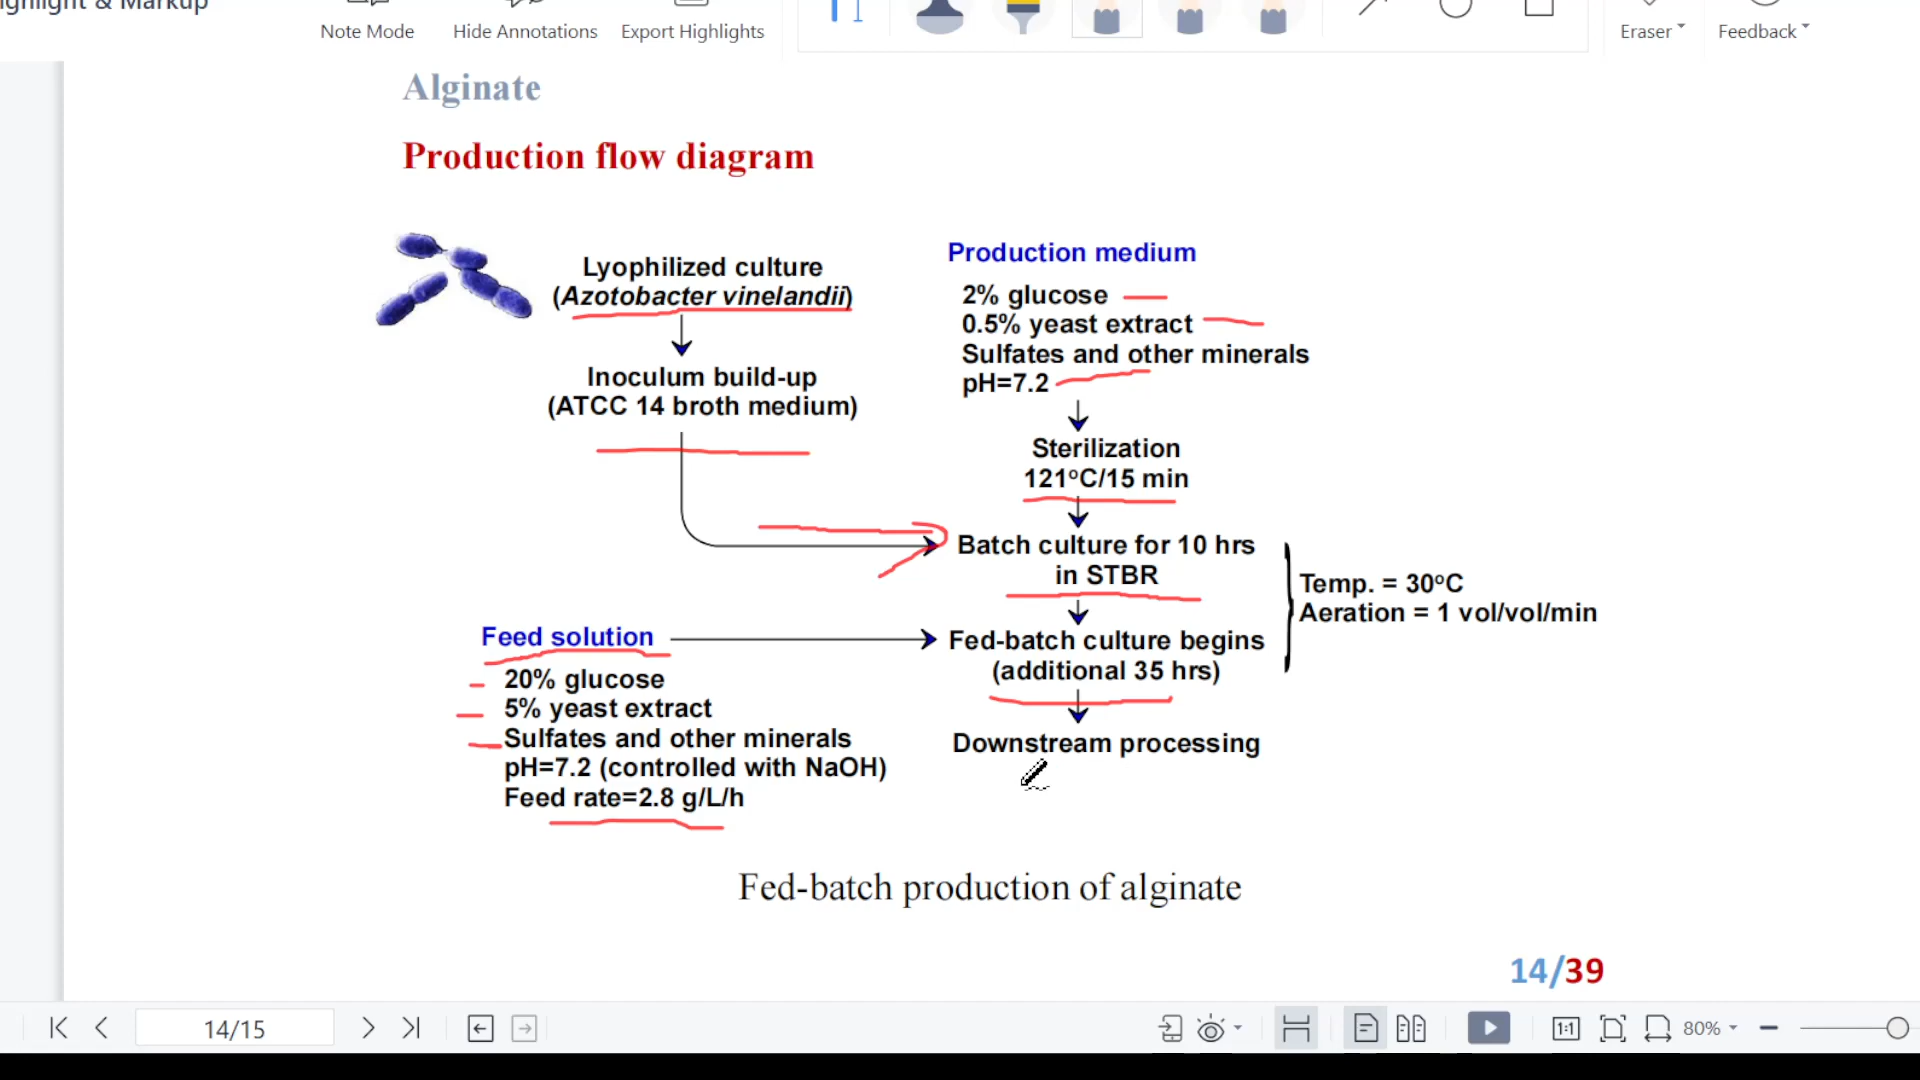 ghlight & Markup
Note Mode
Hide Annotations
Export Highlights
Eraser
Feedback
Alginate
Production flow diagram
Lyophilized culture
(Azotobacter vinelandii)
Inoculum build-up
(ATCC 14 broth medium)
Production medium
2% glucose
0.5% yeast extract
Sulfates and other minerals
pH=7.2
Sterilization
121°C/15 min
Batch culture for 10 hrs
in STBR
Temp. = 30°C
Aeration = 1 vol/vol/min
Feed solution
20% glucose
5% yeast extract
Sulfates and other minerals
pH=7.2 (controlled with NaOH)
Feed rate=2.8 g/L/h
Fed-batch culture begins
(additional 35 hrs)
Downstream processing
Fed-batch production of alginate
14/39
14/15
1:1
80%